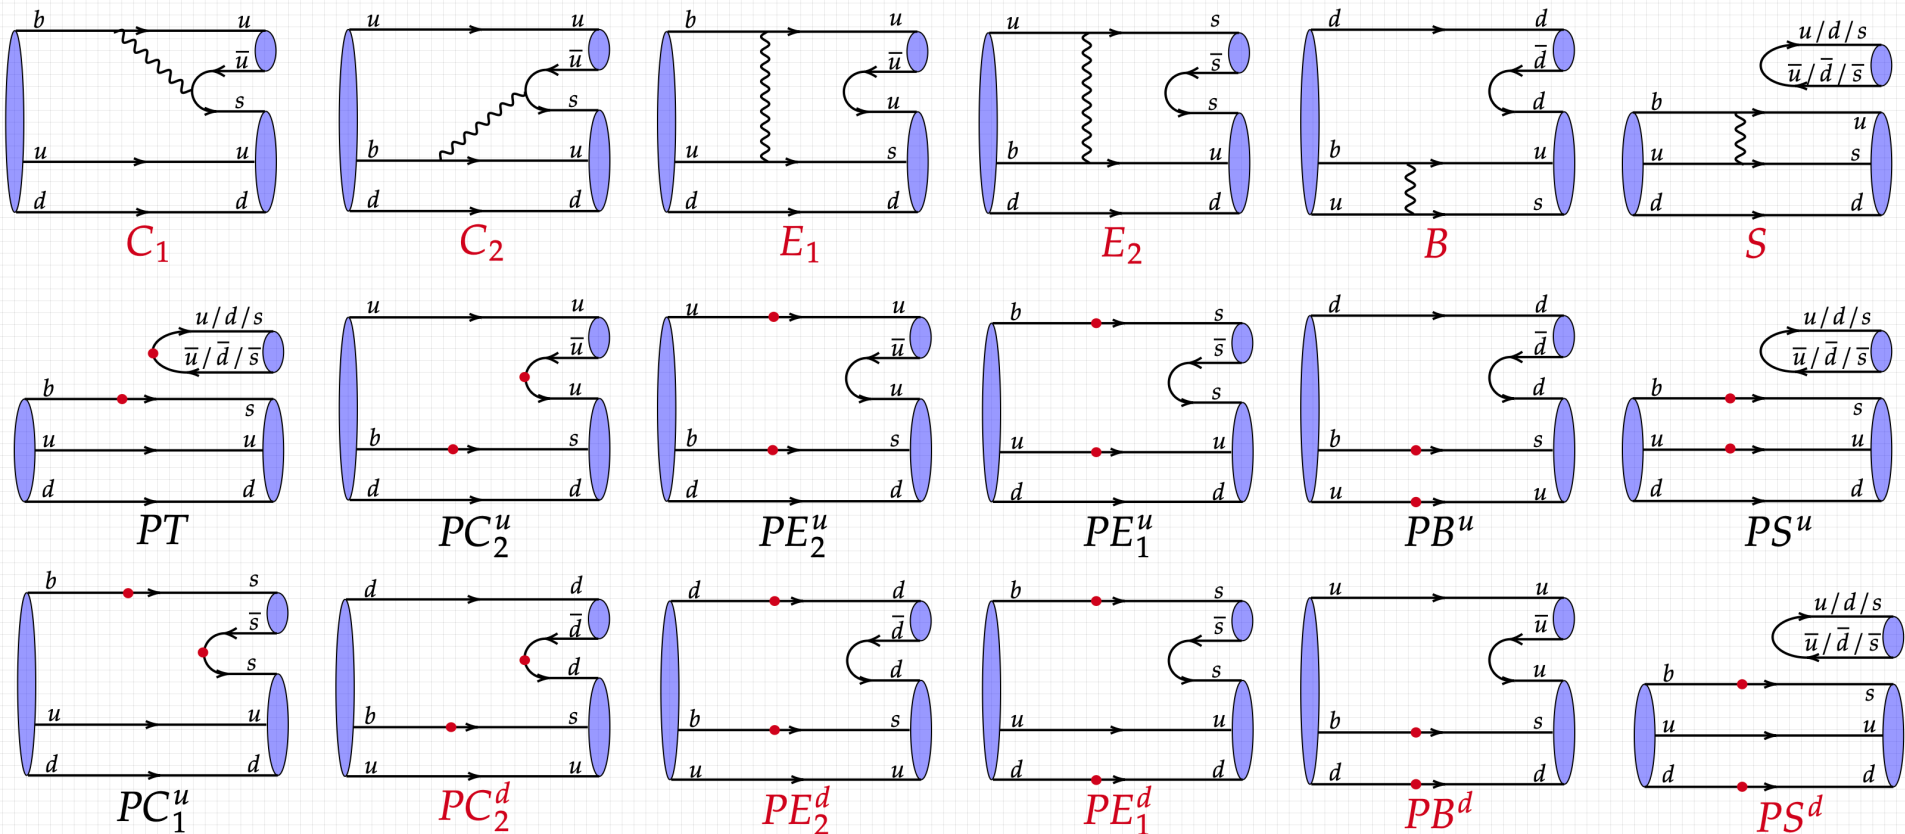 b u
u̅
s
u u
d d
C₁
u u
u̅
s
b u
d d
C₂
b u
u̅
u
u s
d d
E₁
u s
s̅
s
b u
d d
E₂
d d
d̅
d
b u
u s
B
u/d/s
u̅/d̅/s̅
b u
u s
d d
S
u/d/s
u̅/d̅/s̅
b s
u u
d d
PT
u u
u̅
u
b s
d d
PC₂ᵘ
u u
u̅
u
b s
d d
PE₂ᵘ
b s
s̅
s
u u
d d
PE₁ᵘ
d d
d̅
d
b s
u u
PBᵘ
u/d/s
u̅/d̅/s̅
b s
u u
d d
PSᵘ
b s
s̅
s
u u
d d
PC₁ᵘ
d d
d̅
d
b s
u u
PC₂ᵈ
d d
d̅
d
b s
u u
PE₂ᵈ
b s
s̅
s
u u
d d
PE₁ᵈ
u u
u̅
u
b s
d d
PBᵈ
u/d/s
u̅/d̅/s̅
b s
u u
d d
PSᵈ